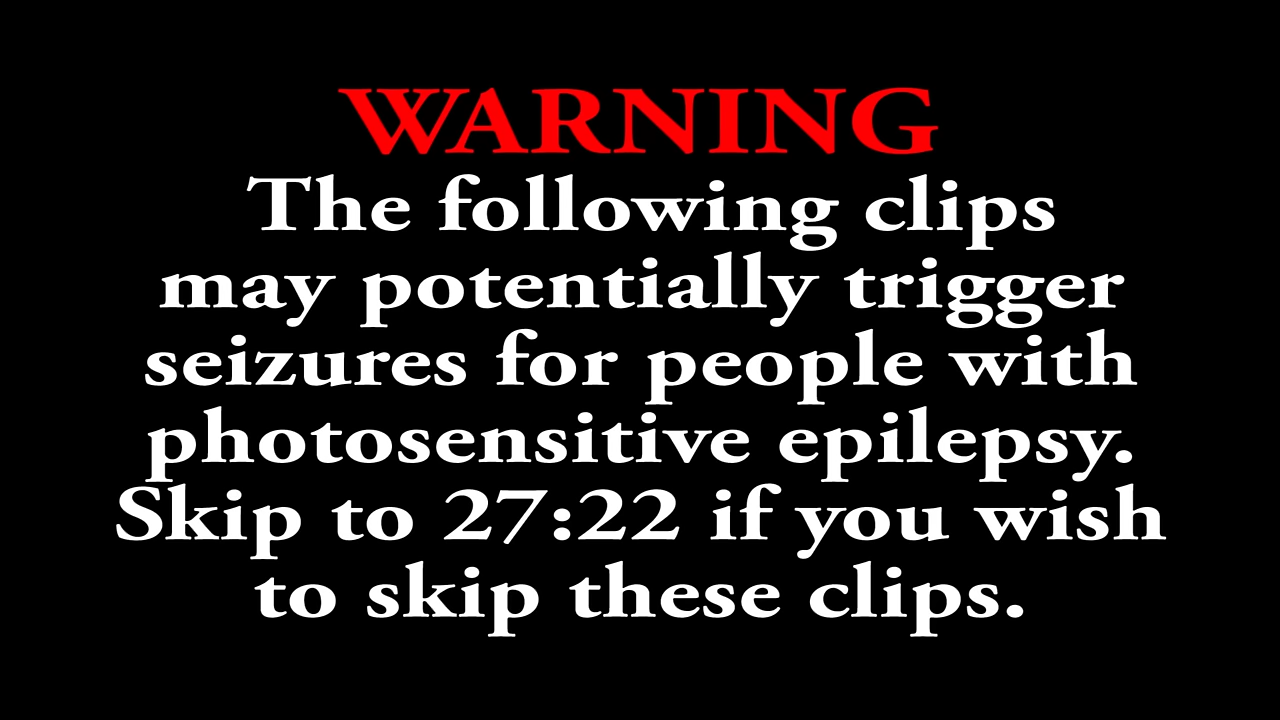 WARNING
The following clips
may potentially trigger
seizures for people with
photosensitive epilepsy.
Skip to 27:22 if you wish
to skip these clips.